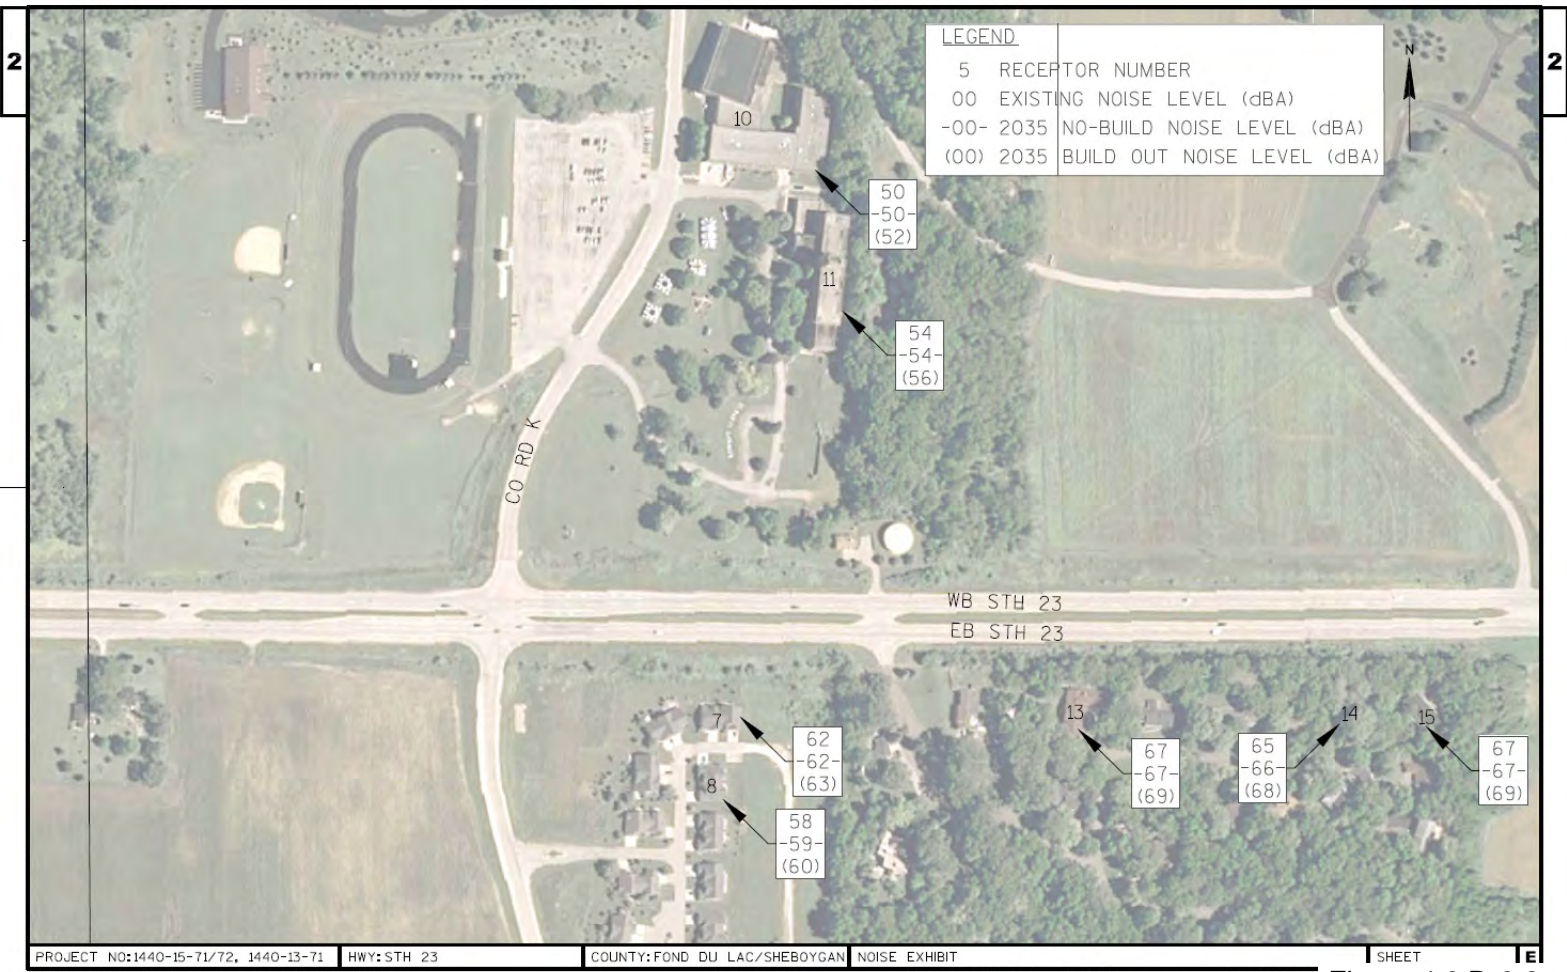 2
2
LEGEND
5 RECEPTOR NUMBER
00 EXISTING NOISE LEVEL (dBA)
-00- 2035 NO-BUILD NOISE LEVEL (dBA)
(00) 2035 BUILD OUT NOISE LEVEL (dBA)
N
10
50
-50-
(52)
11
54
-54-
(56)
CO RD K
WB STH 23
EB STH 23
7
62
-62-
(63)
8
58
-59-
(60)
13
67
-67-
(69)
14
65
-66-
(68)
15
67
-67-
(69)
PROJECT NO:1440-15-71/72, 1440-13-71
HWY:STH 23
COUNTY:FOND DU LAC/SHEBOYGAN
NOISE EXHIBIT
SHEET
E